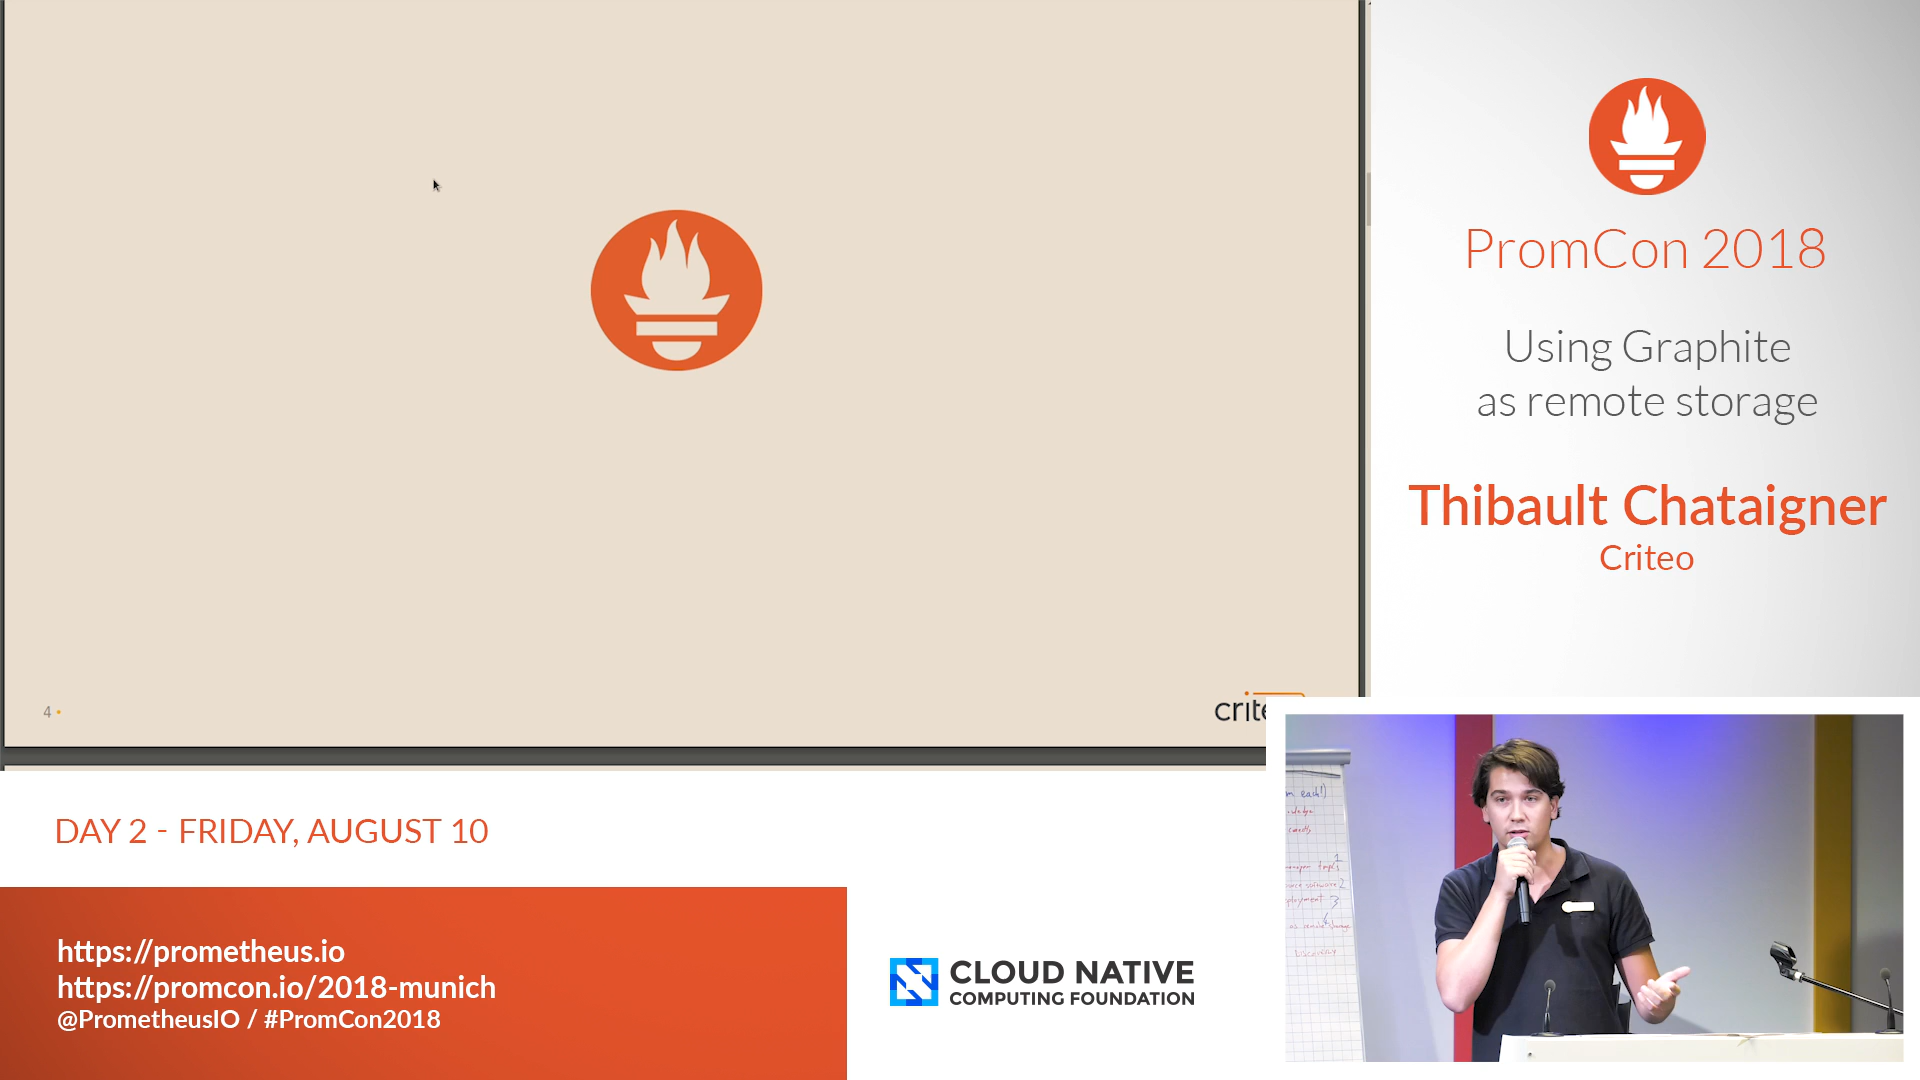 4
crite
PromCon 2018
Using Graphite
as remote storage
Thibault Chataigner
Criteo
DAY 2 - FRIDAY, AUGUST 10
https://prometheus.io
https://promcon.io/2018-munich
@PrometheusIO / #PromCon2018
CLOUD NATIVE
COMPUTING FOUNDATION